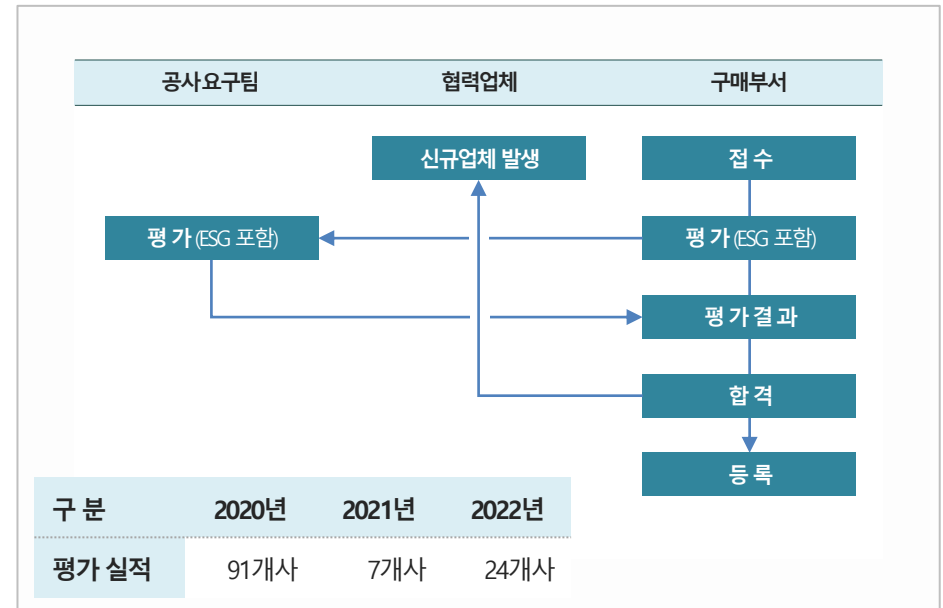 공사요구팀 협력업체 구매부서
신규업체 발생 접 수
평 가 (ESG 포함) 평 가 (ESG 포함)
평 가 결 과
합 격
등 록
구 분 2020년 2021년 2022년
평가 실적 91개사 7개사 24개사